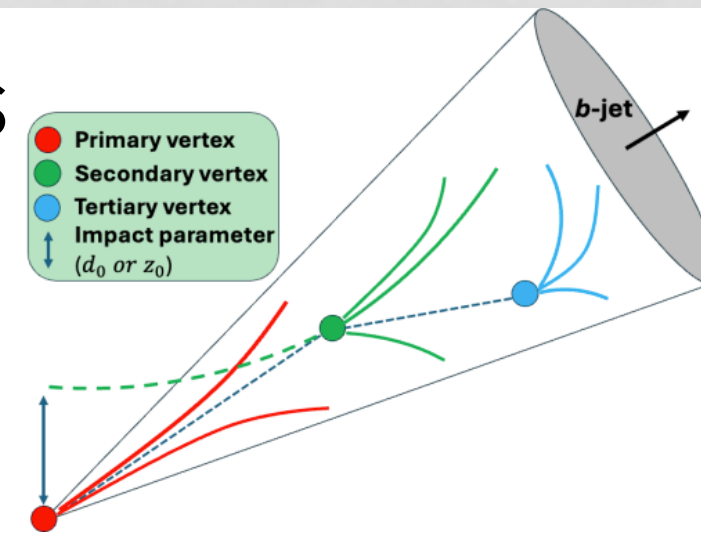 Primary vertex
Secondary vertex
Tertiary vertex
Impact parameter
(d₀ or z₀)
b-jet